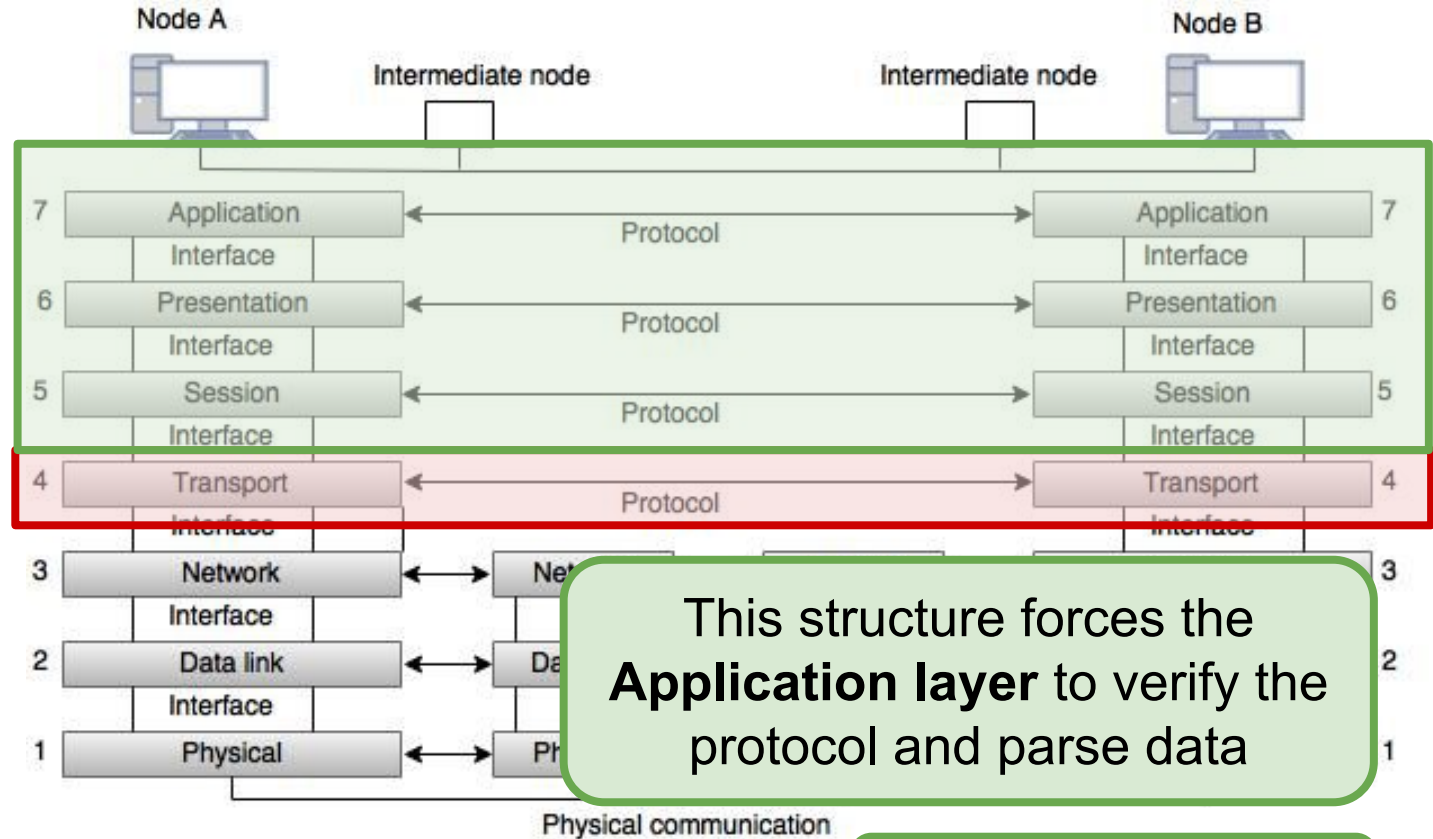 Node A
Node B
Intermediate node
Intermediate node
7 Application Application 7
Protocol
Interface Interface
6 Presentation Presentation 6
Protocol
Interface Interface
5 Session Session 5
Protocol
Interface Interface
4 Transport Transport 4
Protocol
Interface Interface
3 Network 3
Interface
2 Data link 2
Interface
1 Physical 1
This structure forces the
Application layer to verify the
protocol and parse data
Physical communication